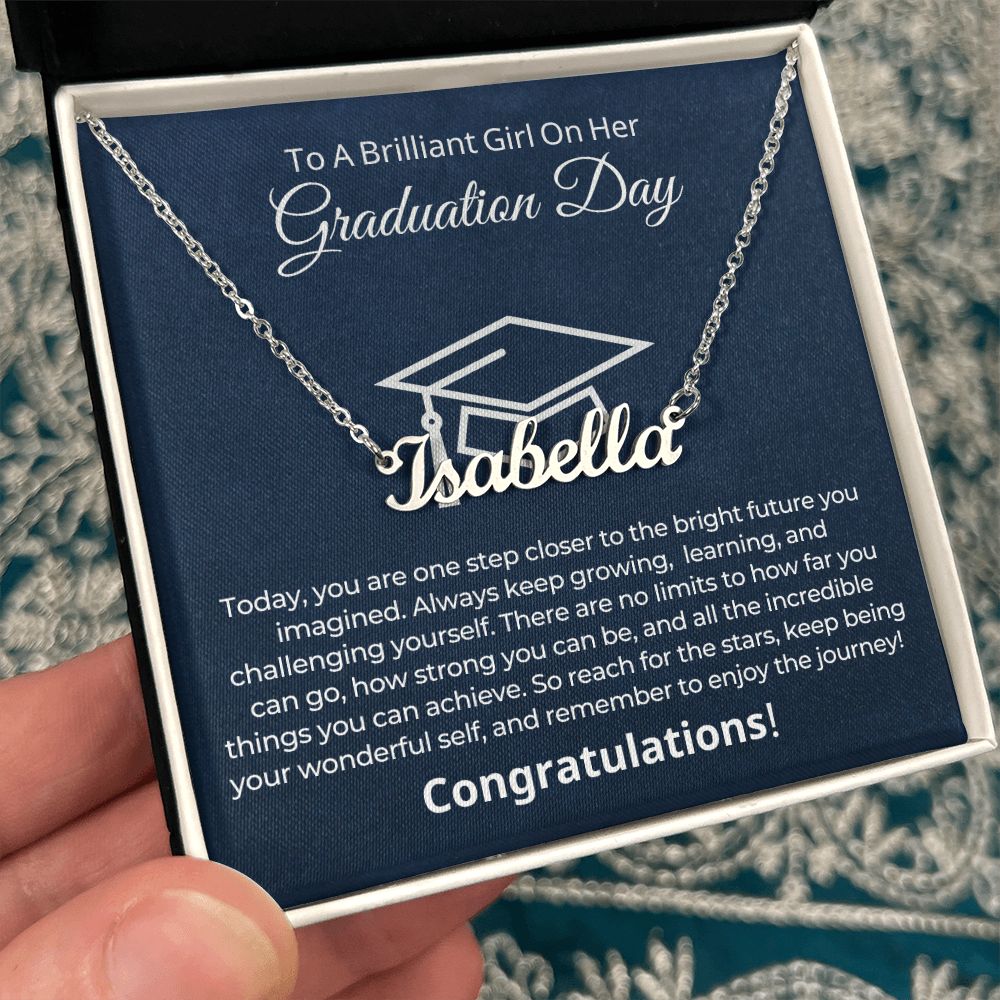 To A Brilliant Girl On Her
Graduation Day
Isabella
Today, you are one step closer to the bright future you
imagined. Always keep growing, learning, and
challenging yourself. There are no limits to how far you
can go, how strong you can be, and all the incredible
things you can achieve. So reach for the stars, keep being
your wonderful self, and remember to enjoy the journey!
Congratulations!